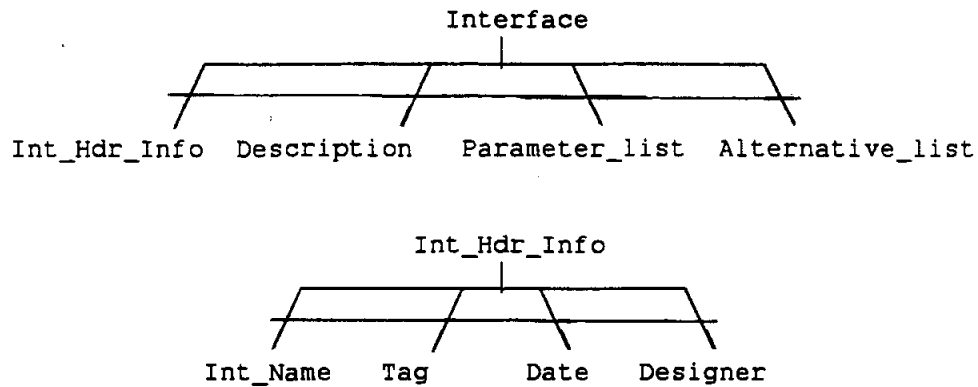 Interface
Int_Hdr_Info Description Parameter_list Alternative_list
Int_Hdr_Info
Int_Name Tag Date Designer